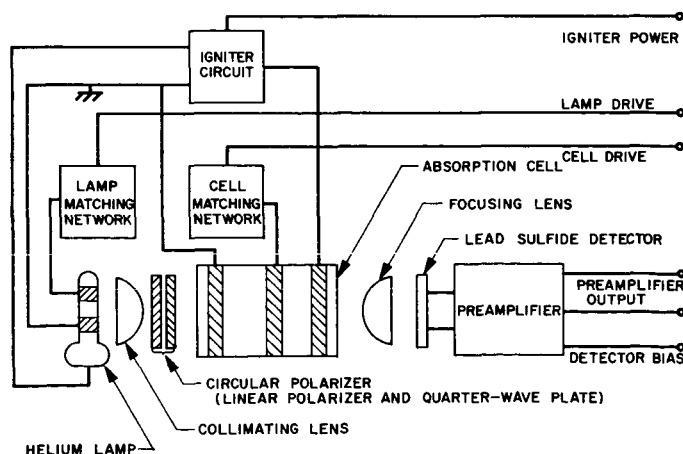 IGNITER
CIRCUIT
IGNITER POWER
LAMP DRIVE
CELL DRIVE
ABSORPTION CELL
LAMP
MATCHING
NETWORK
CELL
MATCHING
NETWORK
FOCUSING LENS
LEAD SULFIDE DETECTOR
PREAMPLIFIER
PREAMPLIFIER
OUTPUT
DETECTOR BIAS
CIRCULAR POLARIZER
(LINEAR POLARIZER AND QUARTER-WAVE PLATE)
COLLIMATING LENS
HELIUM LAMP